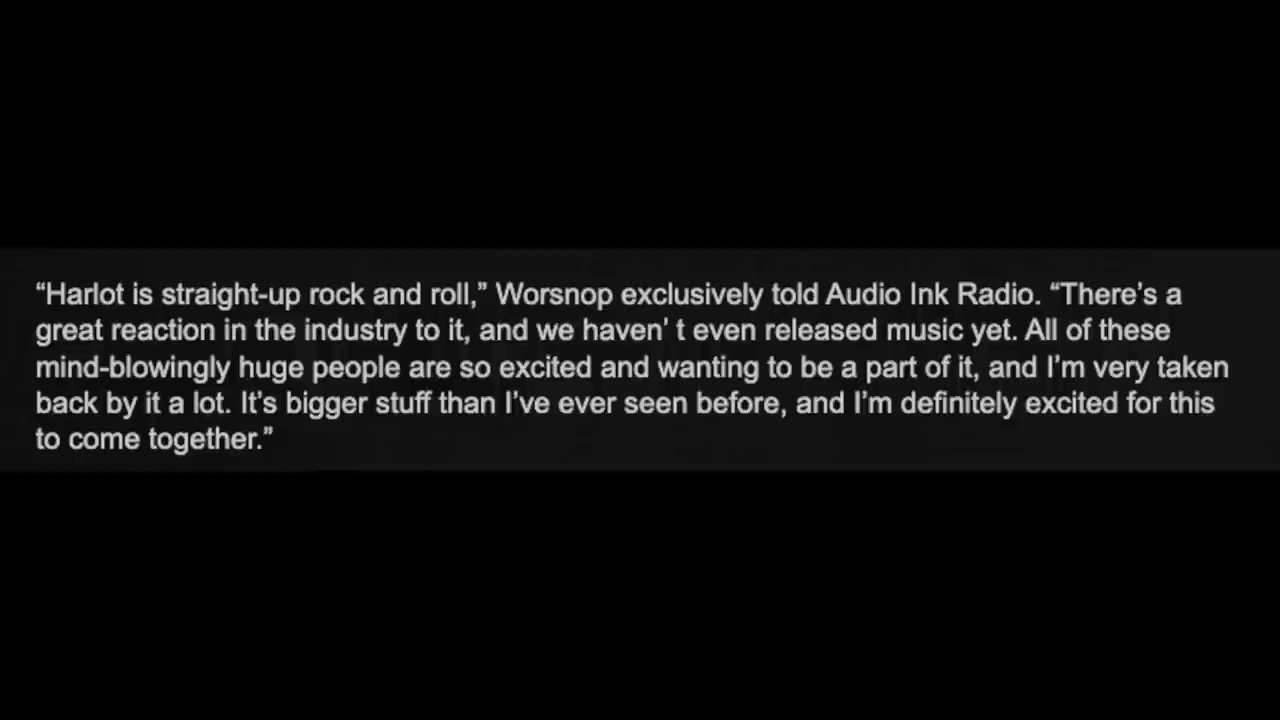 “Harlot is straight-up rock and roll,” Worsnop exclusively told Audio Ink Radio. “There’s a
great reaction in the industry to it, and we haven’ t even released music yet. All of these
mind-blowingly huge people are so excited and wanting to be a part of it, and I’m very taken
back by it a lot. It’s bigger stuff than I’ve ever seen before, and I’m definitely excited for this
to come together.”